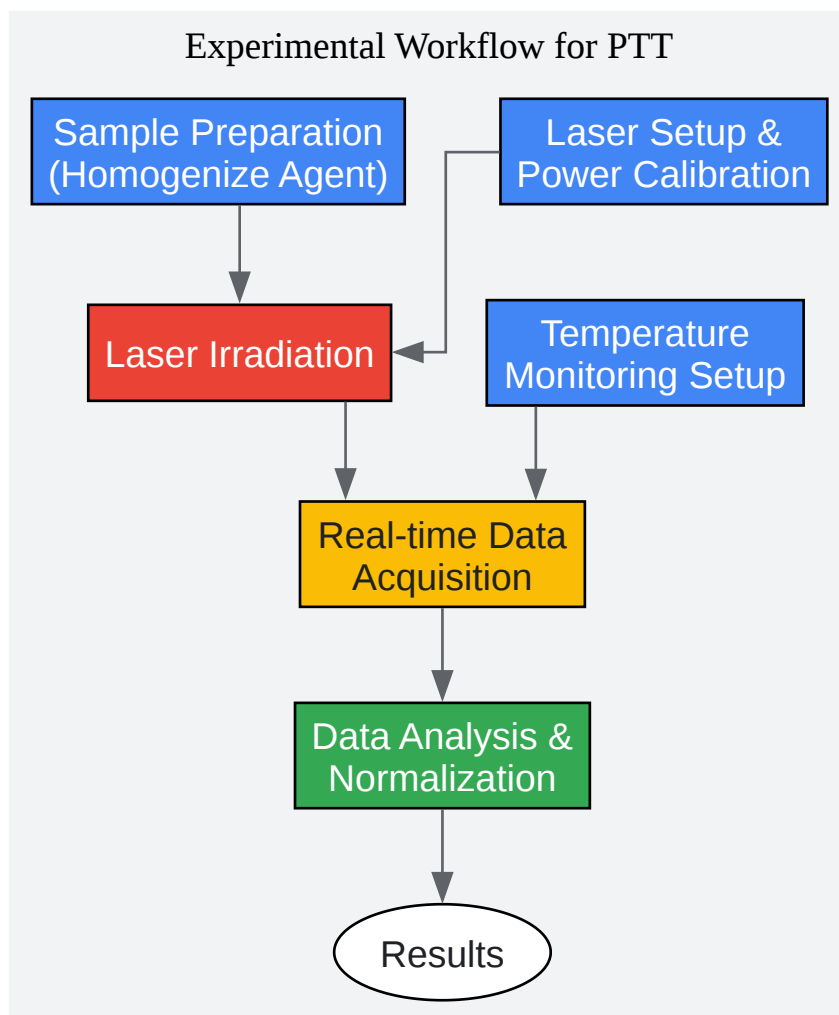 Experimental Workflow for PTT
Sample Preparation
(Homogenize Agent)
Laser Setup &
Power Calibration
Laser Irradiation
Temperature
Monitoring Setup
Real-time Data
Acquisition
Data Analysis &
Normalization
Results